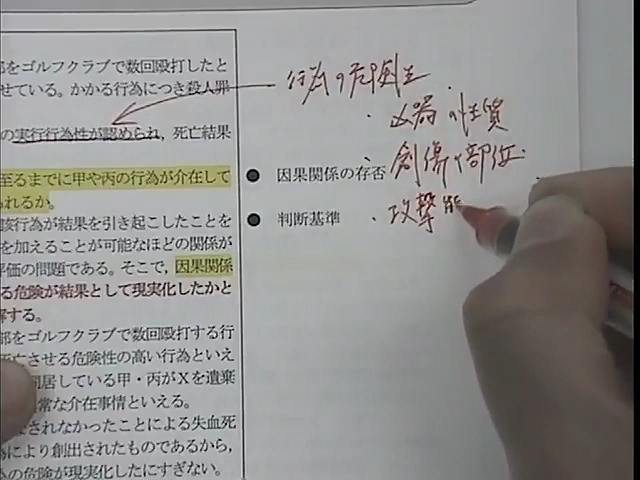 部をゴルフクラブで数回殴打したと
せている。かかる行為につき殺人罪
の実行行為性が認められ，死亡結果
至るまでに甲や丙の行為が介在して
れるか。
該行為が結果を引き起こしたことを
を加えることが可能なほどの関係が
評価の問題である。そこで，因果関係
る危険が結果として現実化したかと
解する。
部をゴルフクラブで数回殴打する行
死亡させる危険性の高い行為といえ
同居している甲・丙がXを遺棄
常な介在事情といえる。
されなかったことによる失血死
為により創出されたものであるから，
の危険が現実化したにすぎない。
行為の危険性
・凶器の性質
● 因果関係の存否
・創傷の部位
● 判断基準
・攻撃